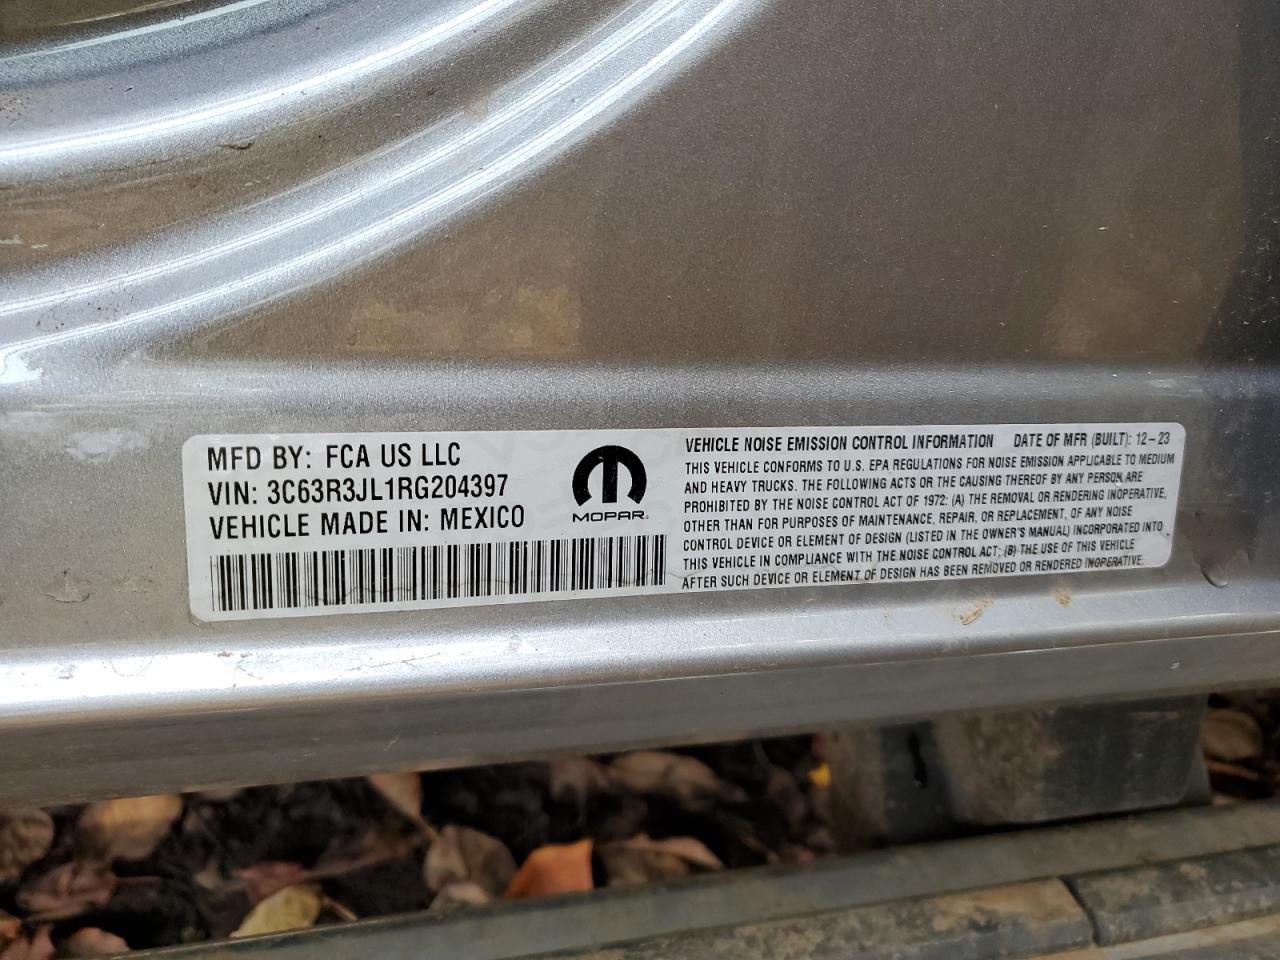 MFD BY: FCA US LLC
VIN: 3C63R3JL1RG204397
VEHICLE MADE IN: MEXICO
MOPAR
VEHICLE NOISE EMISSION CONTROL INFORMATION DATE OF MFR (BUILT): 12-23
THIS VEHICLE CONFORMS TO U.S. EPA REGULATIONS FOR NOISE EMISSION APPLICABLE TO MEDIUM
AND HEAVY TRUCKS. THE FOLLOWING ACTS OR THE CAUSING THEREOF BY ANY PERSON ARE
PROHIBITED BY THE NOISE CONTROL ACT OF 1972: (A) THE REMOVAL OR RENDERING INOPERATIVE,
OTHER THAN FOR PURPOSES OF MAINTENANCE, REPAIR, OR REPLACEMENT, OF ANY NOISE
CONTROL DEVICE OR ELEMENT OF DESIGN (LISTED IN THE OWNER'S MANUAL) INCORPORATED INTO
THIS VEHICLE IN COMPLIANCE WITH THE NOISE CONTROL ACT; (B) THE USE OF THIS VEHICLE
AFTER SUCH DEVICE OR ELEMENT OF DESIGN HAS BEEN REMOVED OR RENDERED INOPERATIVE.